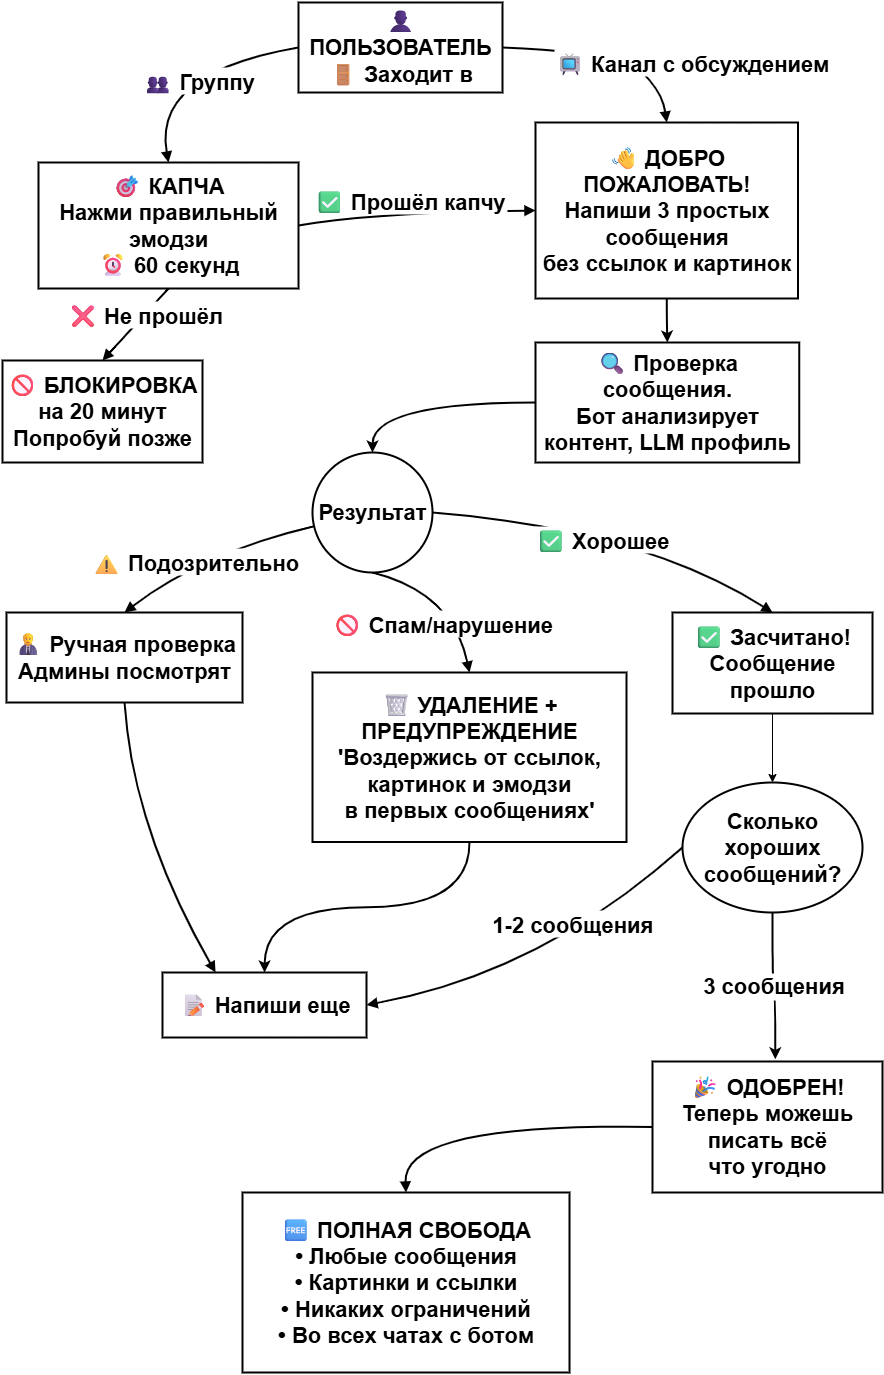 👤
ПОЛЬЗОВАТЕЛЬ
🚪 Заходит в
👥 Группу
📺 Канал с обсуждением
🎯 КАПЧА
Нажми правильный
эмодзи
⏰ 60 секунд
✅ Прошёл капчу
👋 ДОБРО
ПОЖАЛОВАТЬ!
Напиши 3 простых
сообщения
без ссылок и картинок
❌ Не прошёл
🚫 БЛОКИРОВКА
на 20 минут
Попробуй позже
🔍 Проверка
сообщения.
Бот анализирует
контент, LLM профиль
Результат
⚠️ Подозрительно
🚫 Спам/нарушение
✅ Хорошее
👨‍💼 Ручная проверка
Админы посмотрят
🗑️ УДАЛЕНИЕ +
ПРЕДУПРЕЖДЕНИЕ
'Воздержись от ссылок,
картинок и эмодзи
в первых сообщениях'
✅ Засчитано!
Сообщение
прошло
Сколько
хороших
сообщений?
1-2 сообщения
3 сообщения
📝 Напиши еще
🎉 ОДОБРЕН!
Теперь можешь
писать всё
что угодно
🆓 ПОЛНАЯ СВОБОДА
• Любые сообщения
• Картинки и ссылки
• Никаких ограничений
• Во всех чатах с ботом